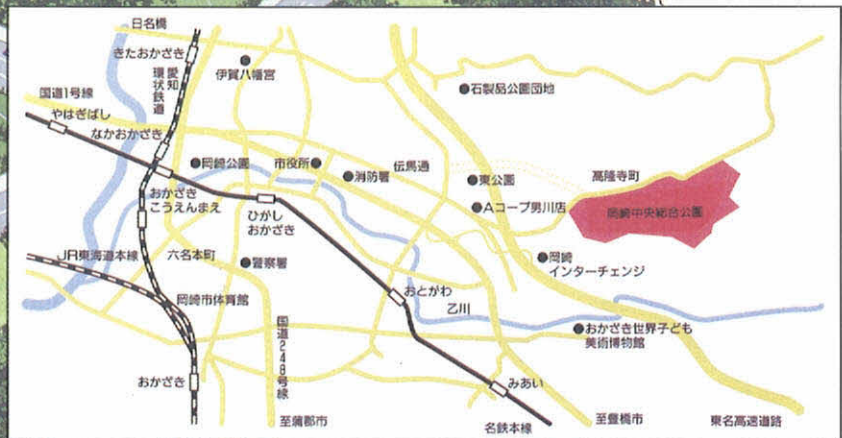 日名橋
きたおかざき
愛知
環状鉄道
伊賀八幡宮
石製品公園団地
国道1号線
やはぎばし
なかおかざき
岡崎公園
市役所
伝馬通
消防署
東公園
高隆寺町
Aコープ男川店
岡崎中央総合公園
おかざき
こうえんまえ
ひがし
おかざき
JR東海道本線
六名本町
警察署
岡崎
インターチェンジ
岡崎市体育館
おとがわ
乙川
国道248号線
おかざき世界子ども
美術博物館
おかざき
みあい
至蒲郡市
名鉄本線
至豊橋市
東名高速道路